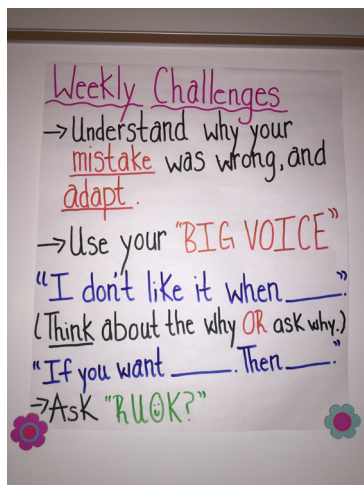 Weekly Challenges
→Understand why your
mistake was wrong, and
adapt.
→Use your "BIG VOICE"
"I don't like it when ____."
(Think about the why OR ask why.)
"If you want ____. Then ____."
→Ask "RUOK?"